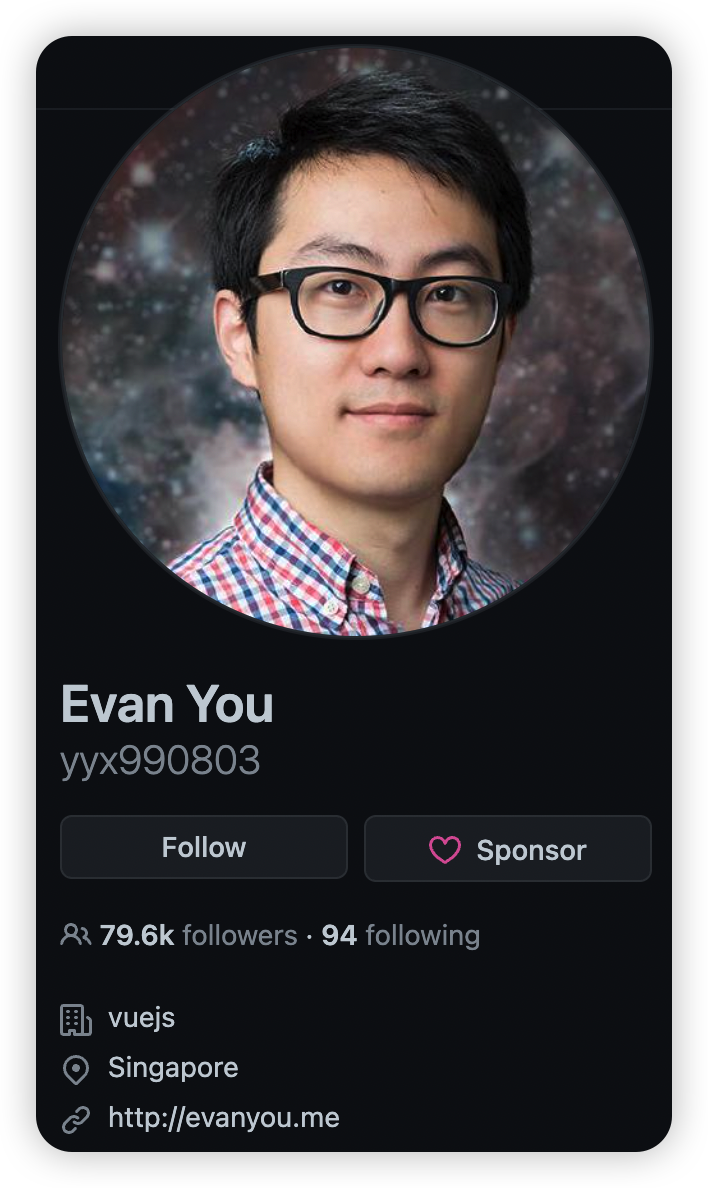 Evan You
yyx990803
Follow
Sponsor
79.6k followers · 94 following
vuejs
Singapore
http://evanyou.me